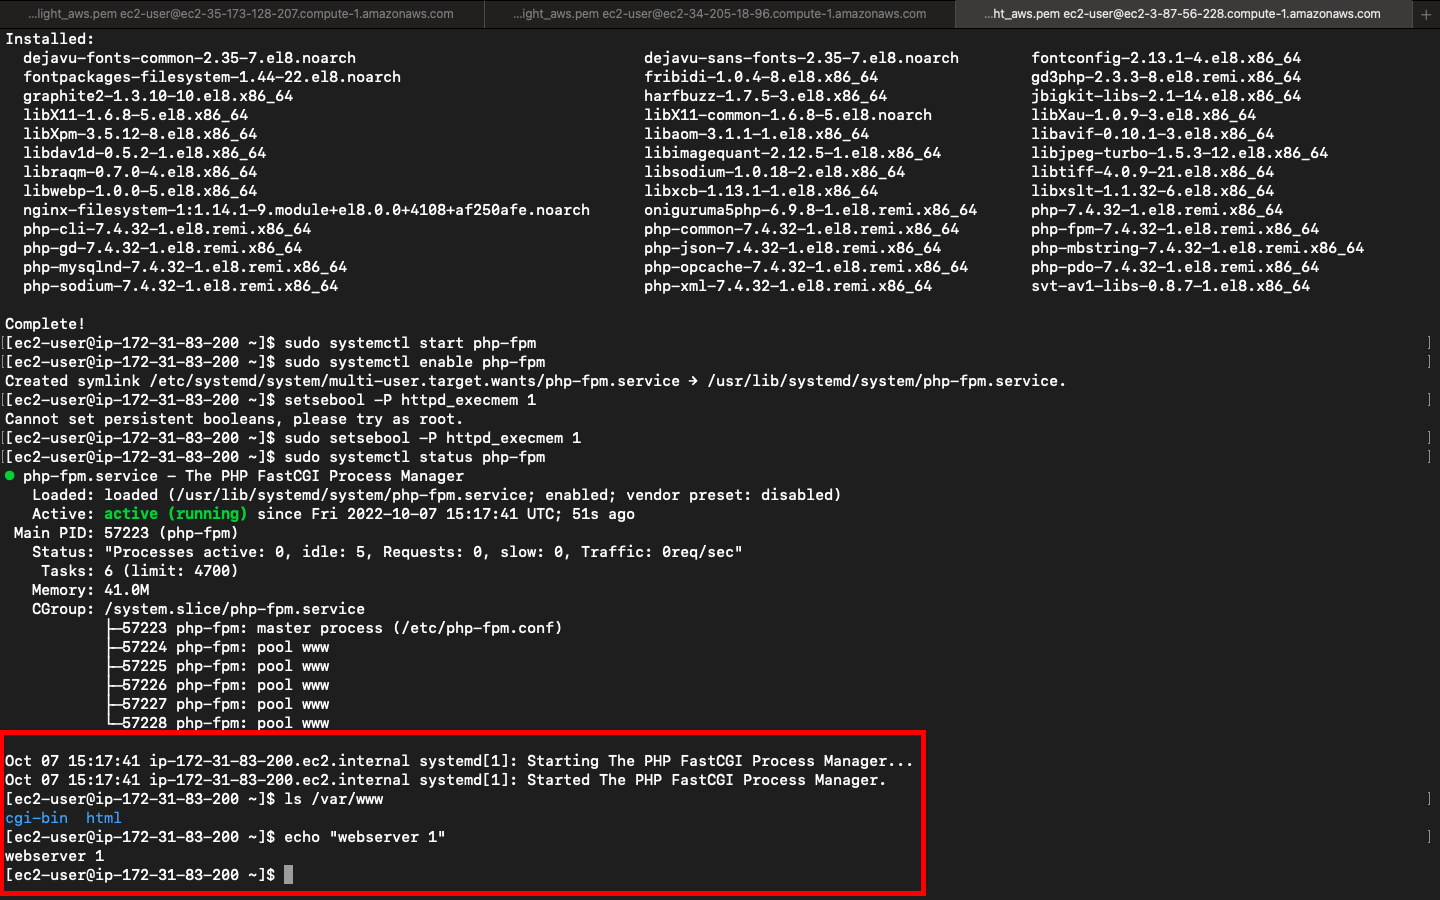 ...light_aws.pem ec2-user@ec2-35-173-128-207.compute-1.amazonaws.com ...ight_aws.pem ec2-user@ec2-34-205-18-96.compute-1.amazonaws.com ...ht_aws.pem ec2-user@ec2-3-87-56-228.compute-1.amazonaws.com +
Installed:
dejavu-fonts-common-2.35-7.el8.noarch dejavu-sans-fonts-2.35-7.el8.noarch fontconfig-2.13.1-4.el8.x86_64
fontpackages-filesystem-1.44-22.el8.noarch fribidi-1.0.4-8.el8.x86_64 gd3php-2.3.3-8.el8.remi.x86_64
graphite2-1.3.10-10.el8.x86_64 harfbuzz-1.7.5-3.el8.x86_64 jbigkit-libs-2.1-14.el8.x86_64
libX11-1.6.8-5.el8.x86_64 libX11-common-1.6.8-5.el8.noarch libXau-1.0.9-3.el8.x86_64
libXpm-3.5.12-8.el8.x86_64 libaom-3.1.1-1.el8.x86_64 libavif-0.10.1-3.el8.x86_64
libdav1d-0.5.2-1.el8.x86_64 libimagequant-2.12.5-1.el8.x86_64 libjpeg-turbo-1.5.3-12.el8.x86_64
libraqm-0.7.0-4.el8.x86_64 libsodium-1.0.18-2.el8.x86_64 libtiff-4.0.9-21.el8.x86_64
libwebp-1.0.0-5.el8.x86_64 libxcb-1.13.1-1.el8.x86_64 libxslt-1.1.32-6.el8.x86_64
nginx-filesystem-1:1.14.1-9.module+el8.0.0+4108+af250afe.noarch oniguruma5php-6.9.8-1.el8.remi.x86_64 php-7.4.32-1.el8.remi.x86_64
php-cli-7.4.32-1.el8.remi.x86_64 php-common-7.4.32-1.el8.remi.x86_64 php-fpm-7.4.32-1.el8.remi.x86_64
php-gd-7.4.32-1.el8.remi.x86_64 php-json-7.4.32-1.el8.remi.x86_64 php-mbstring-7.4.32-1.el8.remi.x86_64
php-mysqlnd-7.4.32-1.el8.remi.x86_64 php-opcache-7.4.32-1.el8.remi.x86_64 php-pdo-7.4.32-1.el8.remi.x86_64
php-sodium-7.4.32-1.el8.remi.x86_64 php-xml-7.4.32-1.el8.remi.x86_64 svt-av1-libs-0.8.7-1.el8.x86_64
Complete!
[[ec2-user@ip-172-31-83-200 ~]$ sudo systemctl start php-fpm ]
[[ec2-user@ip-172-31-83-200 ~]$ sudo systemctl enable php-fpm ]
Created symlink /etc/systemd/system/multi-user.target.wants/php-fpm.service → /usr/lib/systemd/system/php-fpm.service.
[[ec2-user@ip-172-31-83-200 ~]$ setsebool -P httpd_execmem 1 ]
Cannot set persistent booleans, please try as root.
[[ec2-user@ip-172-31-83-200 ~]$ sudo setsebool -P httpd_execmem 1 ]
[[ec2-user@ip-172-31-83-200 ~]$ sudo systemctl status php-fpm ]
● php-fpm.service - The PHP FastCGI Process Manager
Loaded: loaded (/usr/lib/systemd/system/php-fpm.service; enabled; vendor preset: disabled)
Active: active (running) since Fri 2022-10-07 15:17:41 UTC; 51s ago
Main PID: 57223 (php-fpm)
Status: "Processes active: 0, idle: 5, Requests: 0, slow: 0, Traffic: 0req/sec"
Tasks: 6 (limit: 4700)
Memory: 41.0M
CGroup: /system.slice/php-fpm.service
├─57223 php-fpm: master process (/etc/php-fpm.conf)
├─57224 php-fpm: pool www
├─57225 php-fpm: pool www
├─57226 php-fpm: pool www
├─57227 php-fpm: pool www
└─57228 php-fpm: pool www
Oct 07 15:17:41 ip-172-31-83-200.ec2.internal systemd[1]: Starting The PHP FastCGI Process Manager...
Oct 07 15:17:41 ip-172-31-83-200.ec2.internal systemd[1]: Started The PHP FastCGI Process Manager.
[ec2-user@ip-172-31-83-200 ~]$ ls /var/www ]
cgi-bin html
[ec2-user@ip-172-31-83-200 ~]$ echo "webserver 1" ]
webserver 1
[ec2-user@ip-172-31-83-200 ~]$